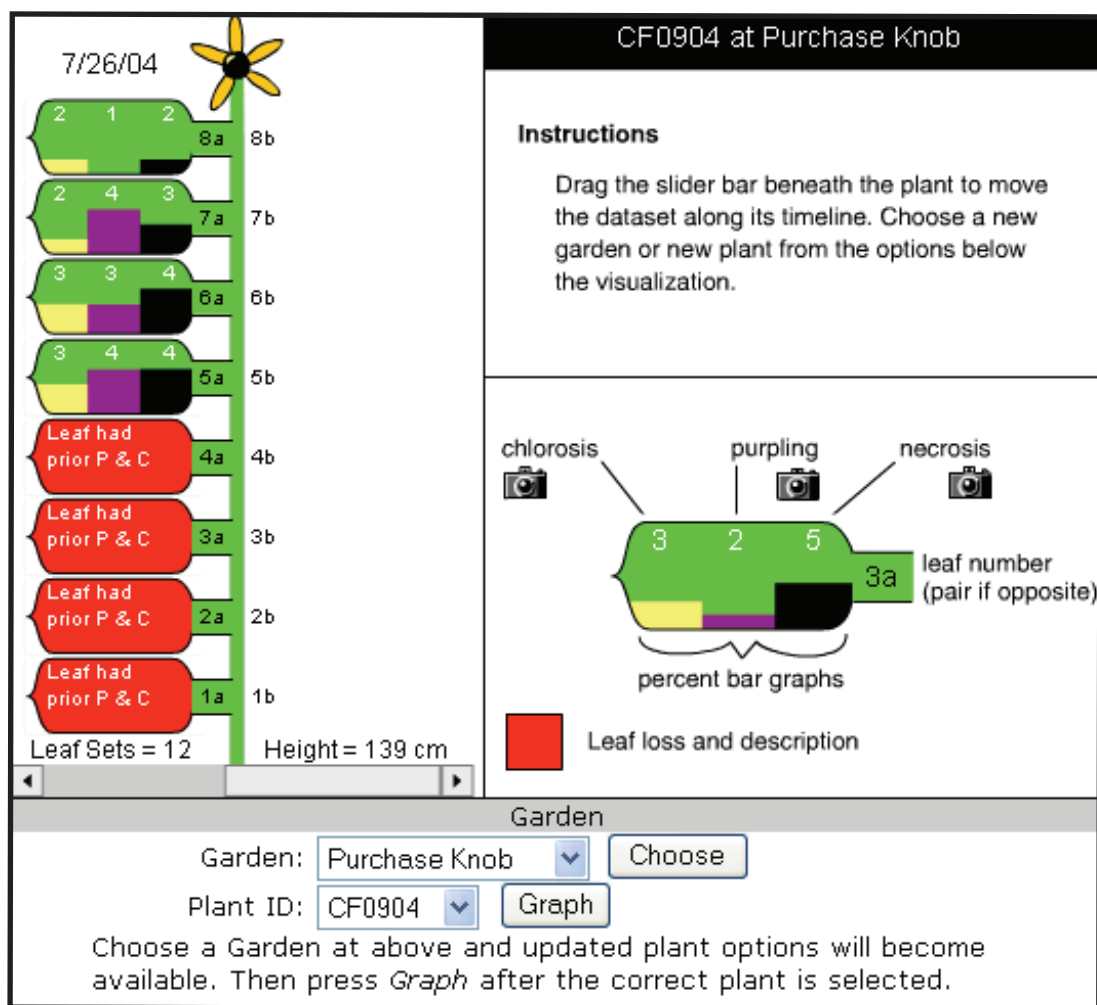 7/26/04
2 1 2
8a 8b
2 4 3
7a 7b
3 3 4
6a 6b
3 4 4
5a 5b
Leaf had
prior P & C
4a 4b
Leaf had
prior P & C
3a 3b
Leaf had
prior P & C
2a 2b
Leaf had
prior P & C
1a 1b
Leaf Sets = 12
Height = 139 cm
CF0904 at Purchase Knob
Instructions
Drag the slider bar beneath the plant to move
the dataset along its timeline. Choose a new
garden or new plant from the options below
the visualization.
chlorosis purpling necrosis
3 2 5
3a
leaf number
(pair if opposite)
percent bar graphs
Leaf loss and description
Garden
Garden: Purchase Knob Choose
Plant ID: CF0904 Graph
Choose a Garden at above and updated plant options will become
available. Then press Graph after the correct plant is selected.